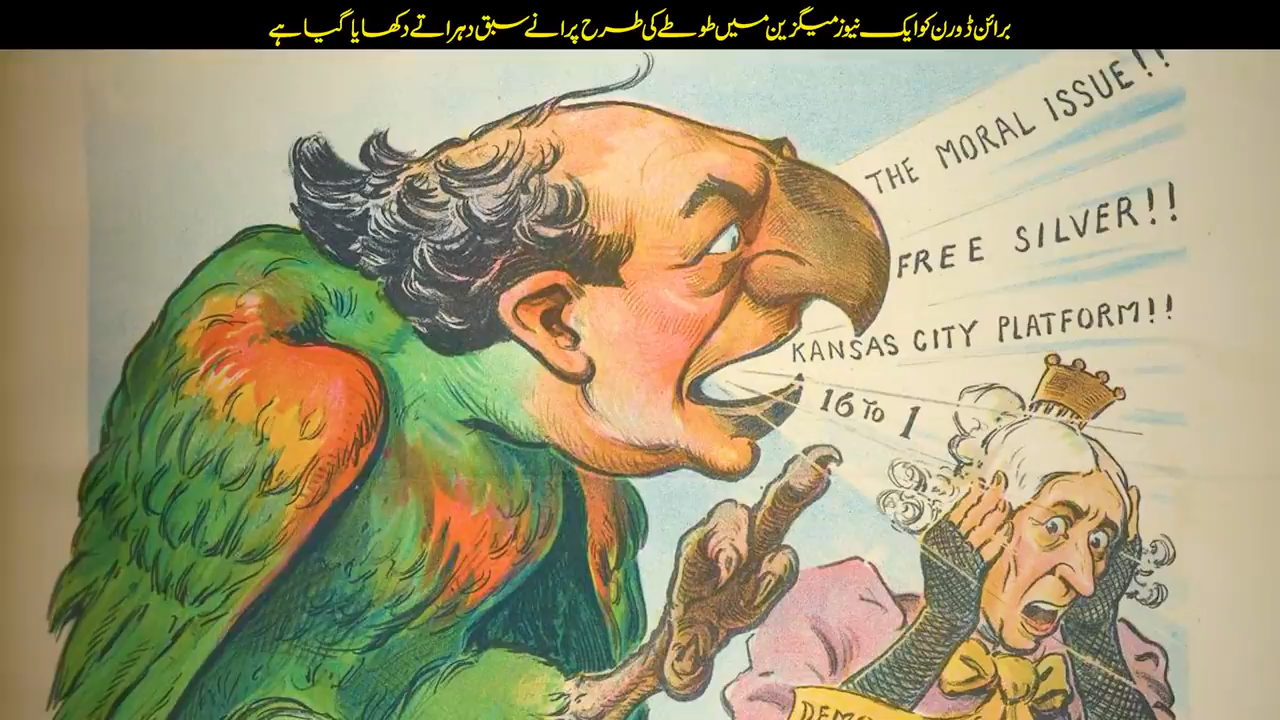 برائن ڈورن کو ایک نیوز میگزین میں طوطے کی طرح پرانے سبق دہراتے دکھایا گیا ہے
THE MORAL ISSUE!!
FREE SILVER!!
KANSAS CITY PLATFORM!!
16 TO 1